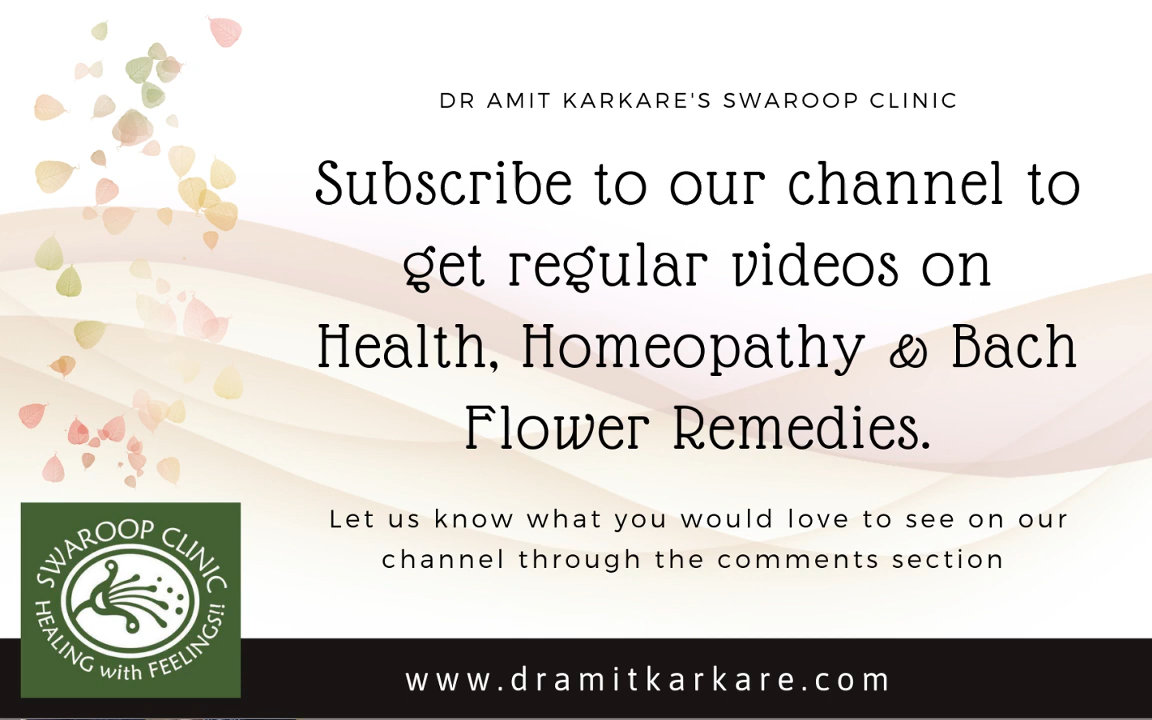 DR AMIT KARKARE'S SWAROOP CLINIC
Subscribe to our channel to
get regular videos on
Health, Homeopathy & Bach
Flower Remedies.
Let us know what you would love to see on our
channel through the comments section
SWAROOP CLINIC
HEALING with FEELINGS!!
www.dramitkarkare.com